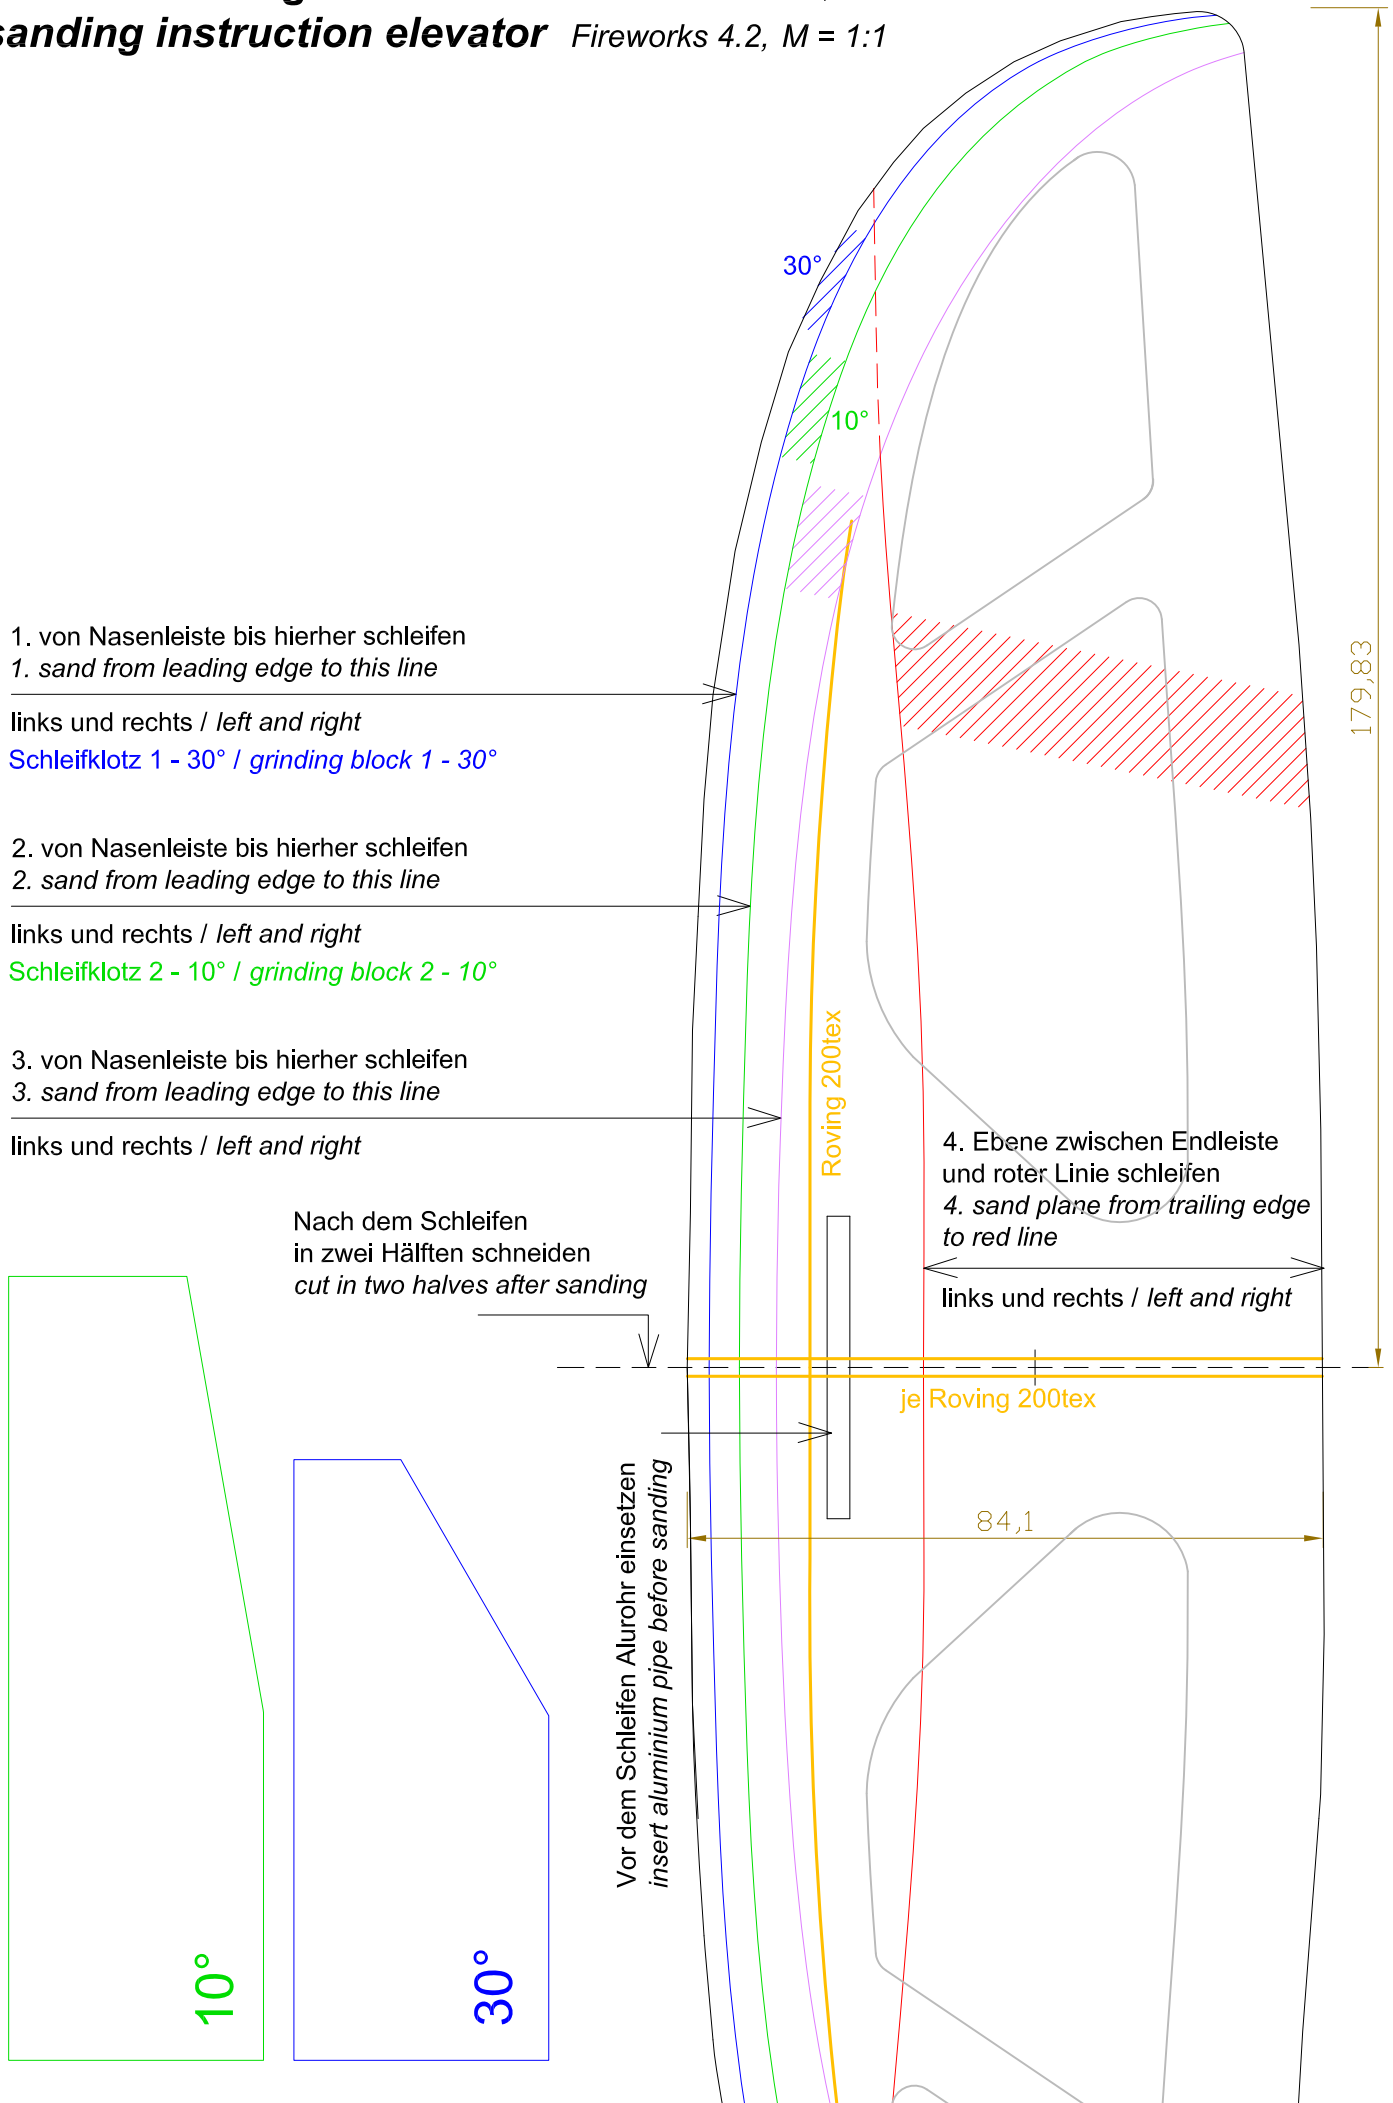 sanding instruction elevator Fireworks 4.2, M = 1:1
30°
10°
179,83
1. von Nasenleiste bis hierher schleifen
1. sand from leading edge to this line
links und rechts / left and right
Schleifklotz 1 - 30° / grinding block 1 - 30°
2. von Nasenleiste bis hierher schleifen
2. sand from leading edge to this line
links und rechts / left and right
Schleifklotz 2 - 10° / grinding block 2 - 10°
3. von Nasenleiste bis hierher schleifen
3. sand from leading edge to this line
links und rechts / left and right
Roving 200tex
4. Ebene zwischen Endleiste
und roter Linie schleifen
4. sand plane from trailing edge
to red line
links und rechts / left and right
Nach dem Schleifen
in zwei Hälften schneiden
cut in two halves after sanding
je Roving 200tex
Vor dem Schleifen Alurohr einsetzen
insert aluminium pipe before sanding
84,1
10°
30°